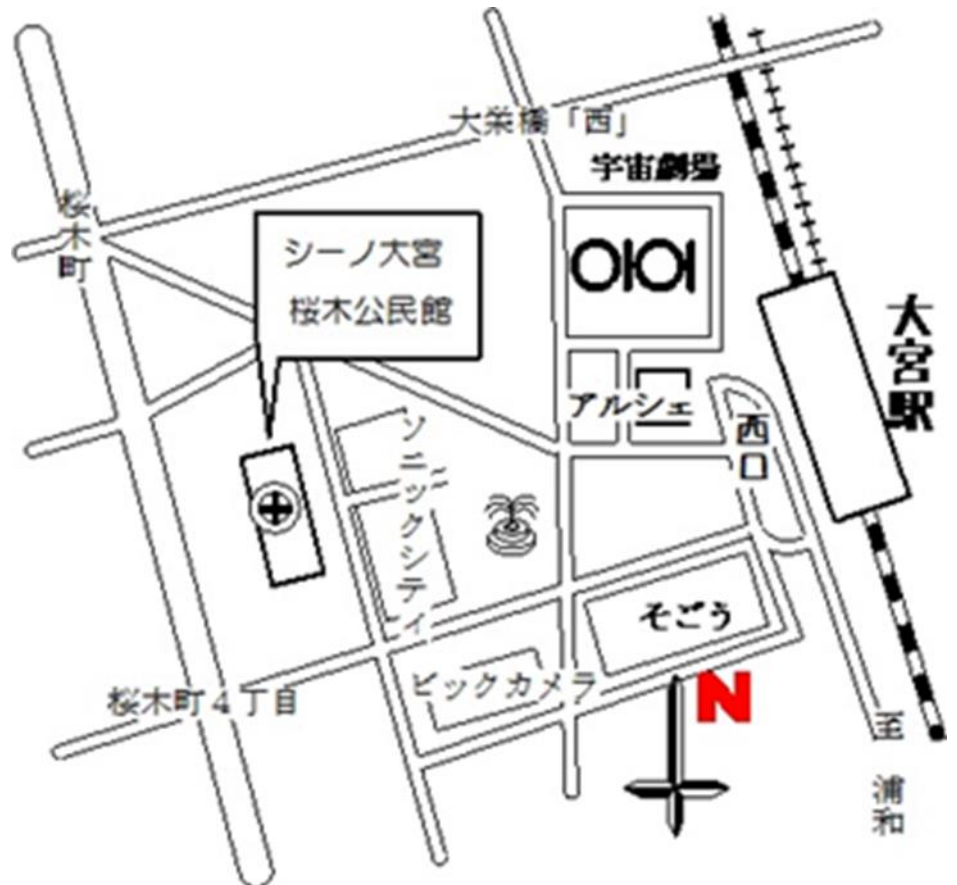 大栄橋「西」
宇宙劇場
桜木町
シーノ大宮
桜木公民館
大宮駅
アルシェ
西口
ソニックシティ
そごう
ビックカメラ
桜木町4丁目
N
至 浦和